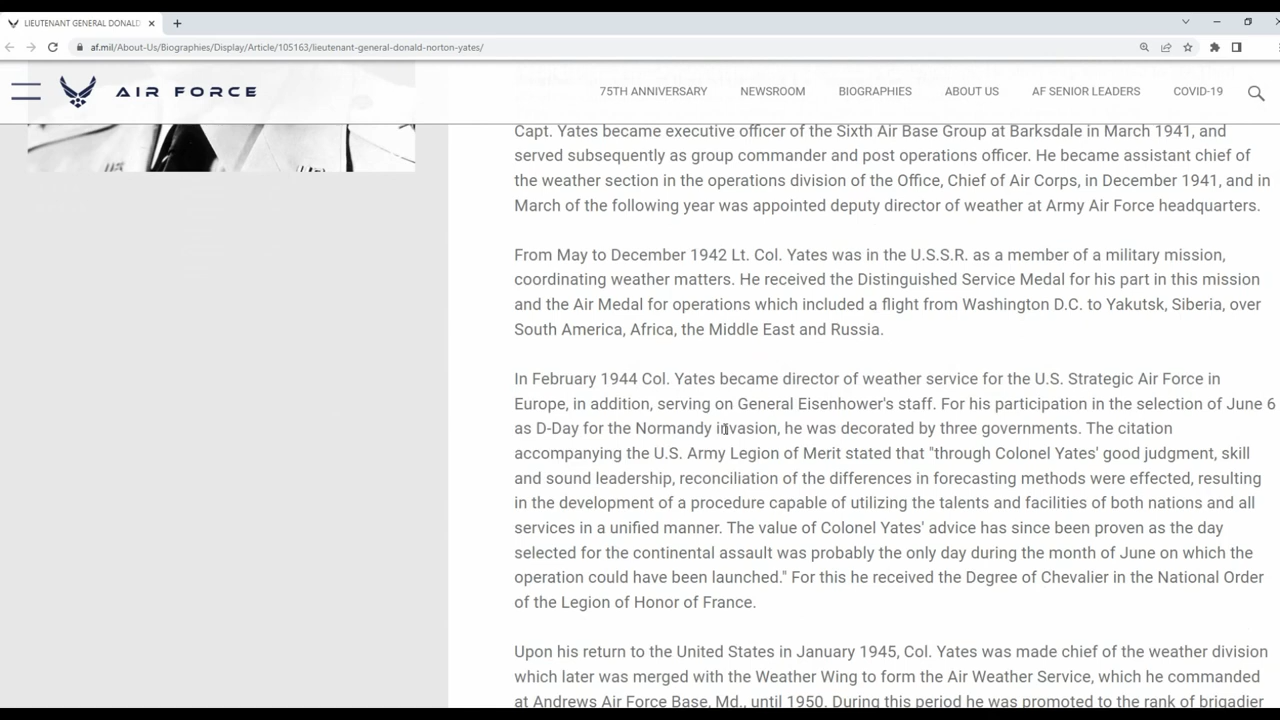 LIEUTENANT GENERAL DONALD
af.mil/About-Us/Biographies/Display/Article/105163/lieutenant-general-donald-norton-yates/
AIR FORCE
75TH ANNIVERSARY NEWSROOM BIOGRAPHIES ABOUT US AF SENIOR LEADERS COVID-19
Capt. Yates became executive officer of the Sixth Air Base Group at Barksdale in March 1941, and
served subsequently as group commander and post operations officer. He became assistant chief of
the weather section in the operations division of the Office, Chief of Air Corps, in December 1941, and in
March of the following year was appointed deputy director of weather at Army Air Force headquarters.
From May to December 1942 Lt. Col. Yates was in the U.S.S.R. as a member of a military mission,
coordinating weather matters. He received the Distinguished Service Medal for his part in this mission
and the Air Medal for operations which included a flight from Washington D.C. to Yakutsk, Siberia, over
South America, Africa, the Middle East and Russia.
In February 1944 Col. Yates became director of weather service for the U.S. Strategic Air Force in
Europe, in addition, serving on General Eisenhower's staff. For his participation in the selection of June 6
as D-Day for the Normandy invasion, he was decorated by three governments. The citation
accompanying the U.S. Army Legion of Merit stated that "through Colonel Yates' good judgment, skill
and sound leadership, reconciliation of the differences in forecasting methods were effected, resulting
in the development of a procedure capable of utilizing the talents and facilities of both nations and all
services in a unified manner. The value of Colonel Yates' advice has since been proven as the day
selected for the continental assault was probably the only day during the month of June on which the
operation could have been launched." For this he received the Degree of Chevalier in the National Order
of the Legion of Honor of France.
Upon his return to the United States in January 1945, Col. Yates was made chief of the weather division
which later was merged with the Weather Wing to form the Air Weather Service, which he commanded
at Andrews Air Force Base, Md., until 1950. During this period he was promoted to the rank of brigadier